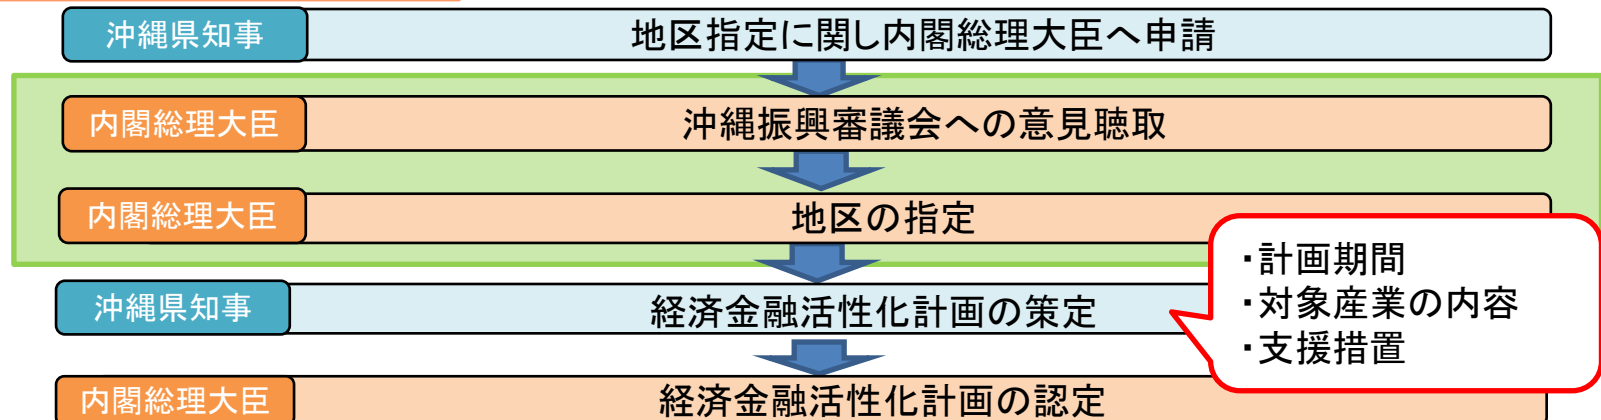 沖縄県知事 地区指定に関し内閣総理大臣へ申請
内閣総理大臣 沖縄振興審議会への意見聴取
内閣総理大臣 地区の指定
沖縄県知事 経済金融活性化計画の策定
・計画期間
・対象産業の内容
・支援措置
内閣総理大臣 経済金融活性化計画の認定